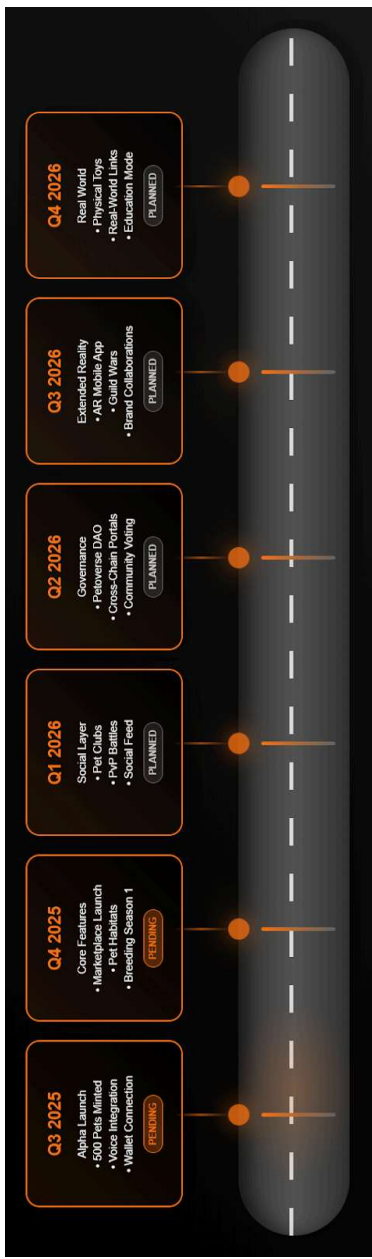 Q3 2025
Alpha Launch
• 500 Pets Minted
• Voice Integration
• Wallet Connection
PENDING
Q4 2025
Core Features
• Marketplace Launch
• Pet Habitats
• Breeding Season 1
PENDING
Q1 2026
Social Layer
• Pet Clubs
• PvP Battles
• Social Feed
PLANNED
Q2 2026
Governance
• Petoverse DAO
• Cross-Chain Portals
• Community Voting
PLANNED
Q3 2026
Extended Reality
• AR Mobile App
• Guild Wars
• Brand Collaborations
PLANNED
Q4 2026
Real World
• Physical Toys
• Real-World Links
• Education Mode
PLANNED